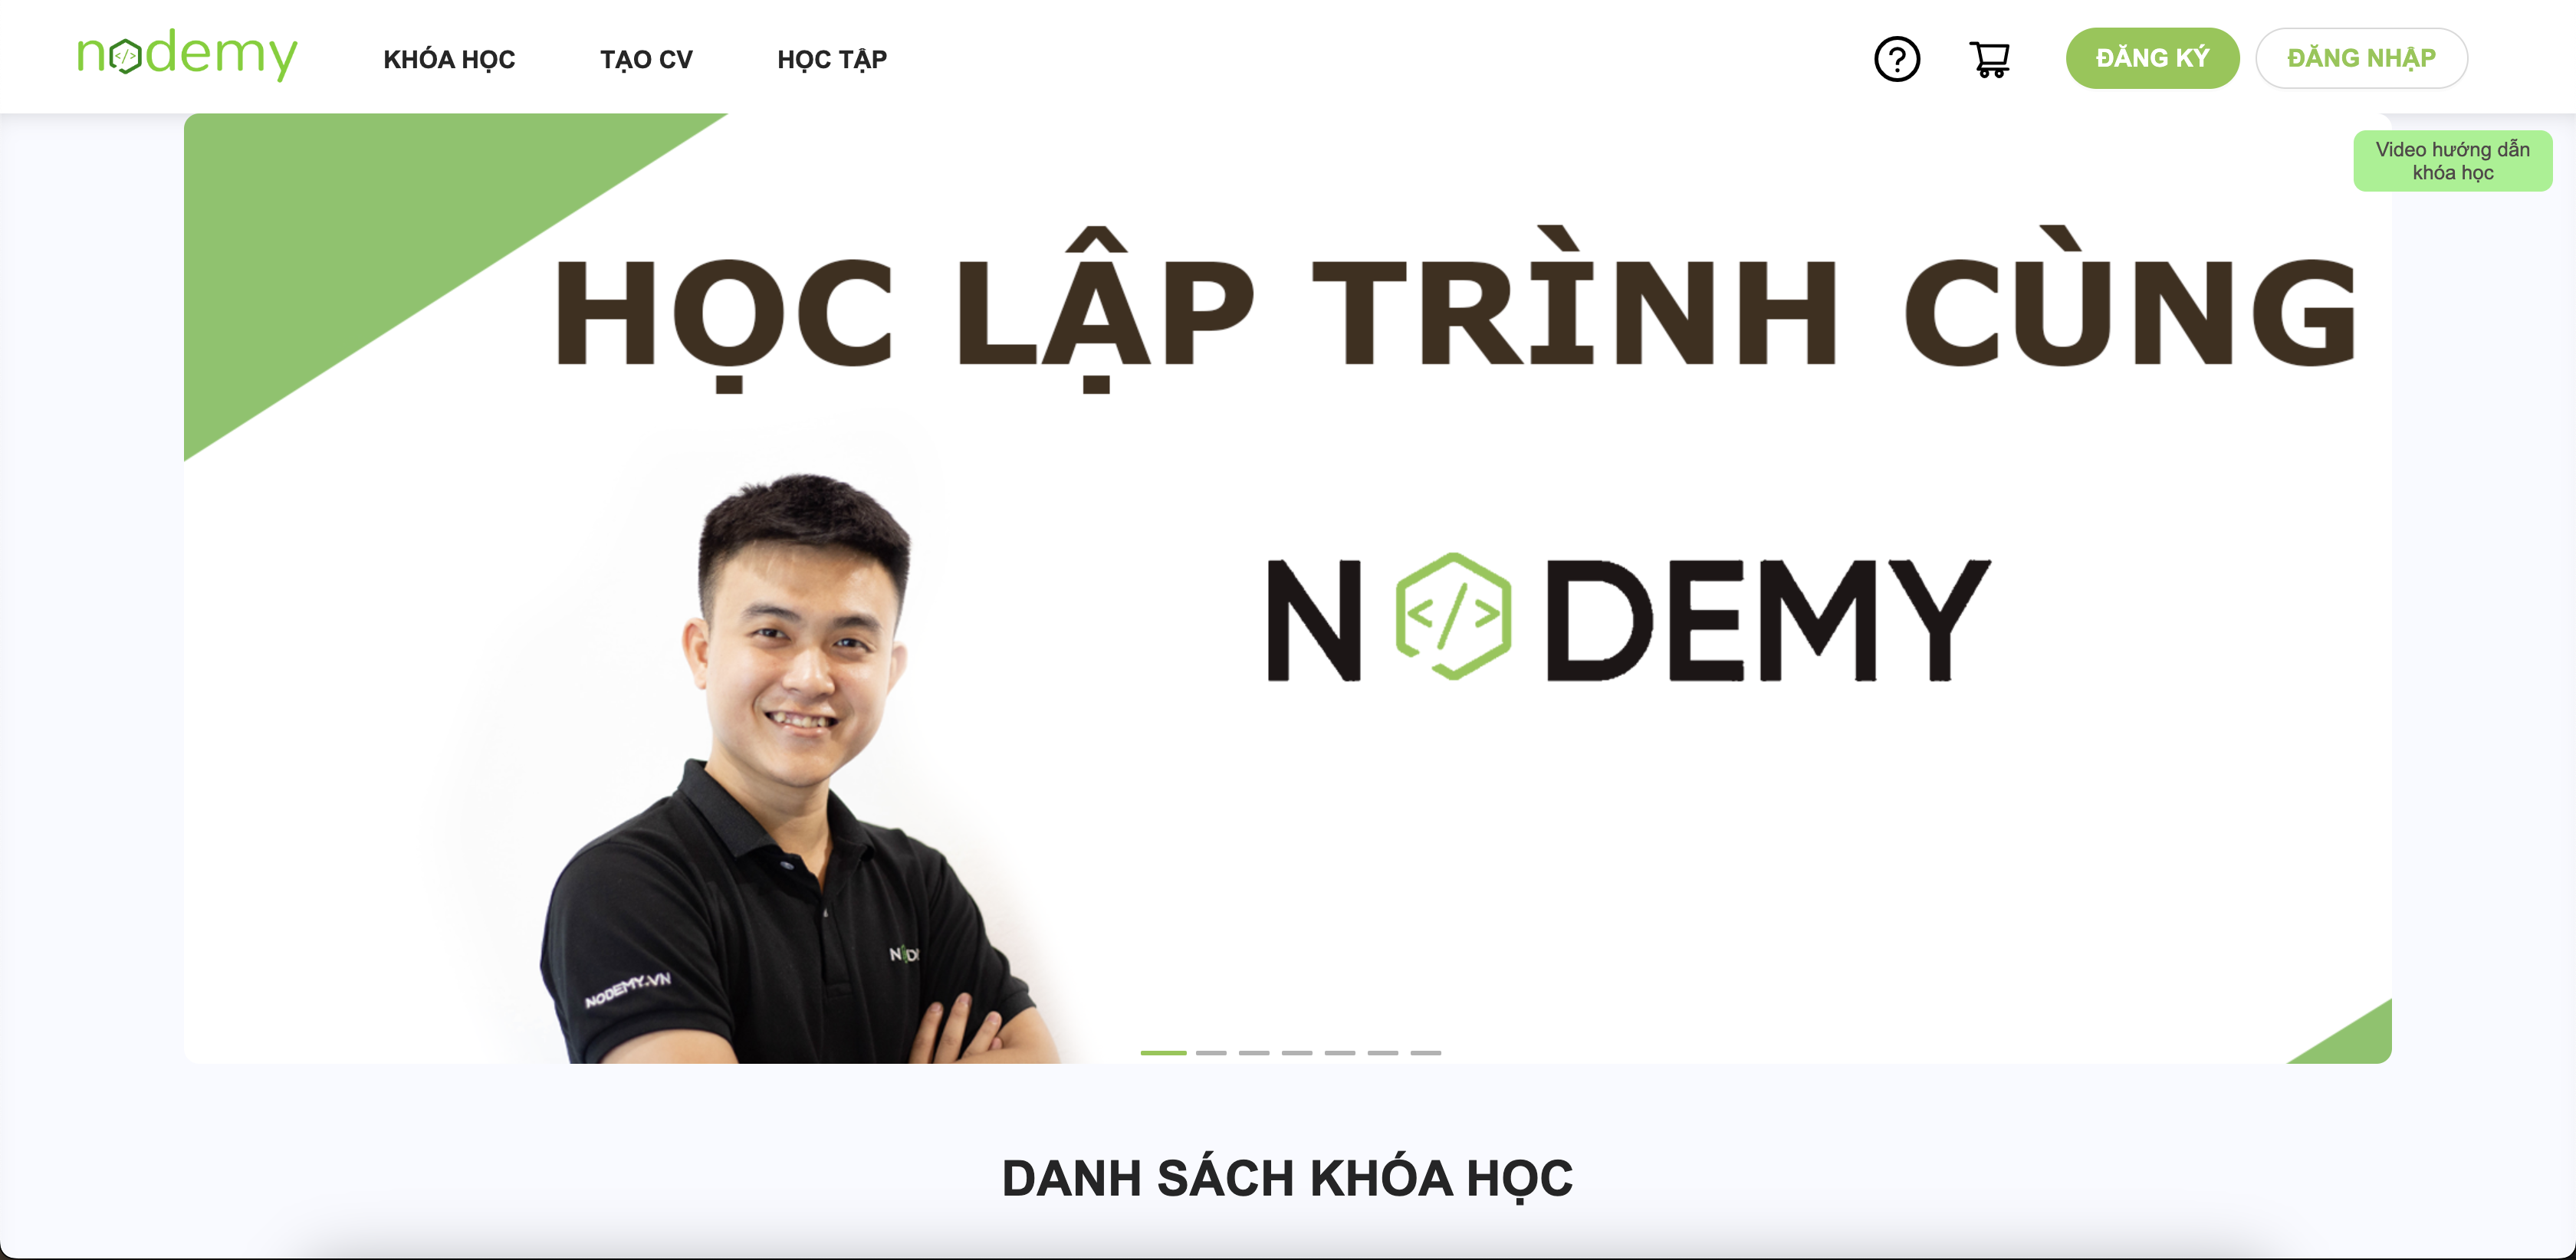 nodemy
KHÓA HỌC
TẠO CV
HỌC TẬP
ĐĂNG KÝ
ĐĂNG NHẬP
Video hướng dẫn
khóa học
HỌC LẬP TRÌNH CÙNG
NODEMY
NODEMY.VN
DANH SÁCH KHÓA HỌC